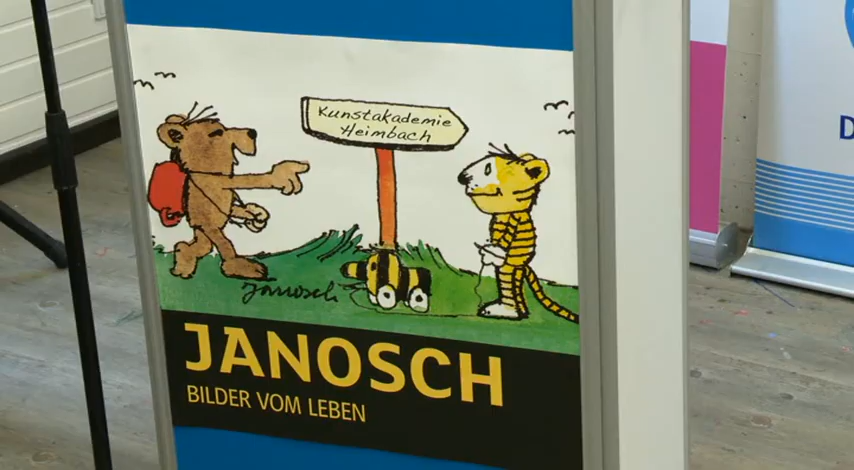 Kunstakademie
Heimbach
Janosch
JANOSCH
BILDER VOM LEBEN
D